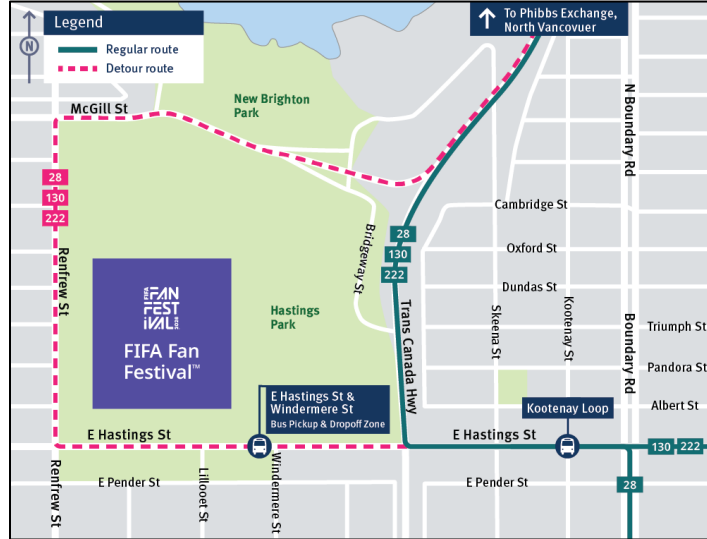 Legend
Regular route
Detour route
N
To Phibbs Exchange,
North Vancovuer
McGill St
New Brighton
Park
N Boundary Rd
28
130
222
Renfrew St
Cambridge St
Bridgeway St
28
130
222
Oxford St
Dundas St
FIFA
FAN
FEST
iVAL
2026
FIFA Fan
Festival™
Hastings
Park
Trans Canada Hwy
Skeena St
Kootenay St
Boundary Rd
Triumph St
Pandora St
Albert St
E Hastings St &
Windermere St
Bus Pickup & Dropoff Zone
Kootenay Loop
E Hastings St
E Hastings St
130
222
Renfrew St
E Pender St
Lillooet St
Windermere St
E Pender St
28